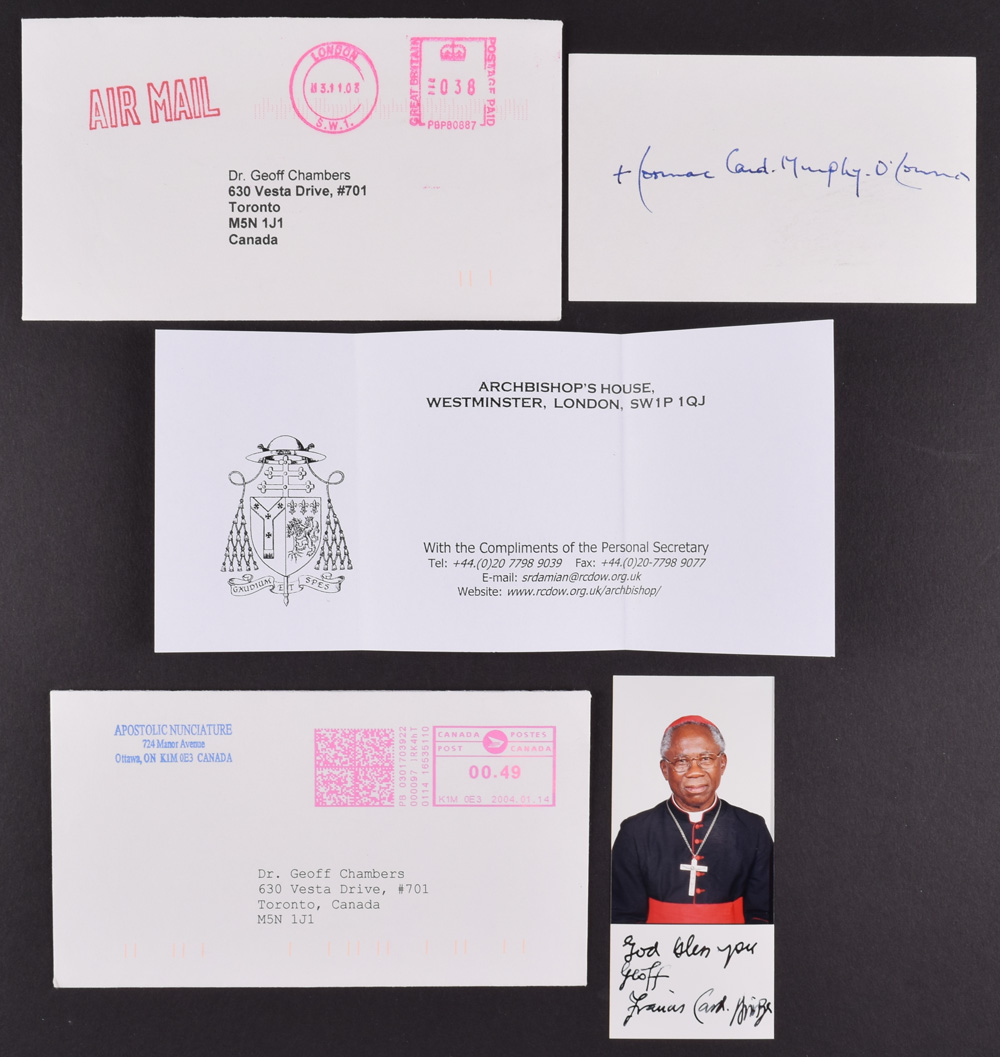 AIR MAIL
LONDON
S.W.1.
GREAT BRITAIN
038
POSTAGE PAID
PBP80887
Dr. Geoff Chambers
630 Vesta Drive, #701
Toronto
M5N 1J1
Canada
+ Cormac Card. Murphy-O'Connor
ARCHBISHOP'S HOUSE,
WESTMINSTER, LONDON, SW1P 1QJ
GAUDIUM ET SPES
With the Compliments of the Personal Secretary
Tel: +44.(0)20 7798 9039 Fax: +44.(0)20-7798 9077
E-mail: srdamian@rcdow.org.uk
Website: www.rcdow.org.uk/archbishop/
APOSTOLIC NUNCIATURE
724 Manor Avenue
Ottawa, ON K1M 0E3 CANADA
CANADA POSTES
POST CANADA
00.49
K1M 0E3 2004.01.14
Dr. Geoff Chambers
630 Vesta Drive, #701
Toronto, Canada
M5N 1J1
God bless you
Geoff
Francis Card. Arinze